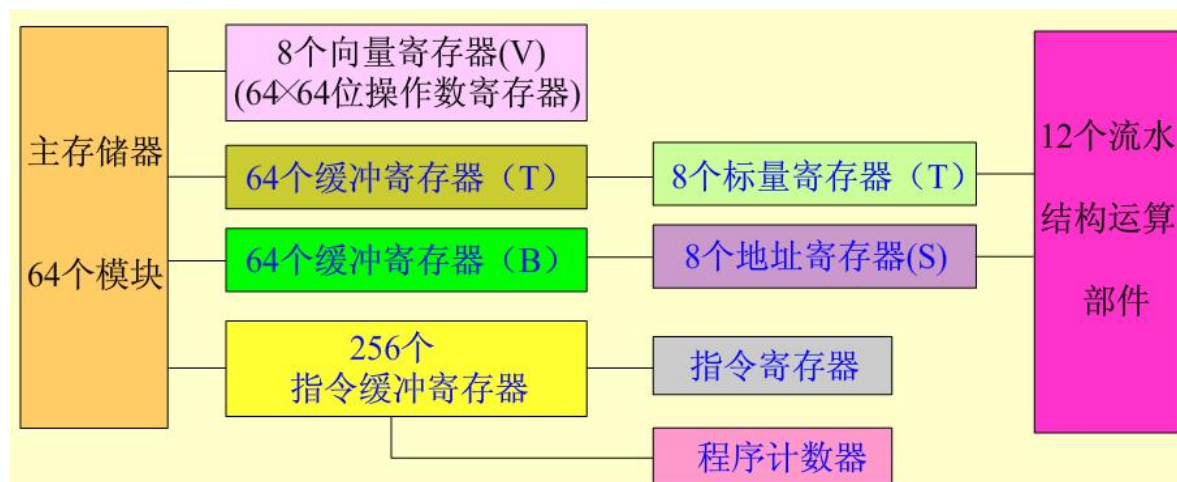 主存储器
64个模块
8个向量寄存器(V)
(64×64位操作数寄存器)
64个缓冲寄存器（T）
8个标量寄存器（T）
64个缓冲寄存器（B）
8个地址寄存器(S)
256个
指令缓冲寄存器
指令寄存器
程序计数器
12个流水
结构运算
部件